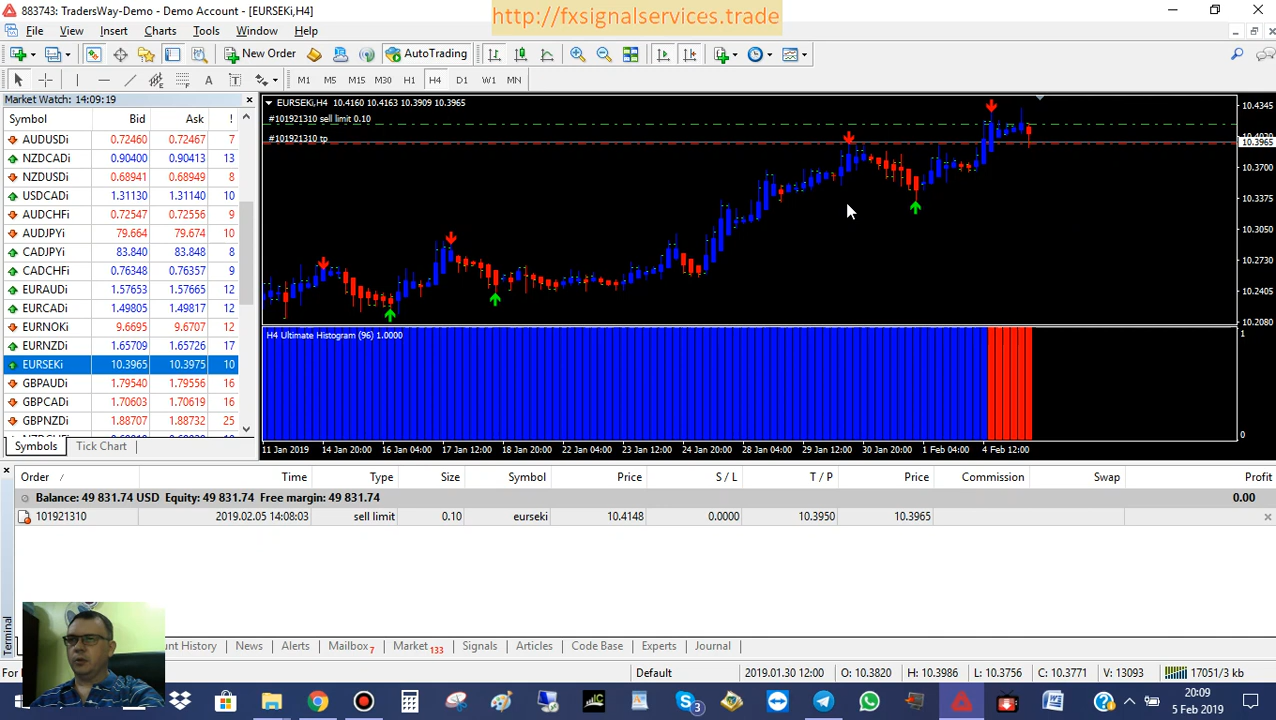 883743: TradersWay-Demo - Demo Account - [EURSEKi,H4]
http://fxsignalservices.trade
File View Insert Charts Tools Window Help
New Order AutoTrading
A T M1 M5 M15 M30 H1 H4 D1 W1 MN
Market Watch: 14:09:19
Symbol Bid Ask !
AUDUSDi 0.72460 0.72467 7
NZDCADi 0.90400 0.90413 13
NZDUSDi 0.68941 0.68949 8
USDCADi 1.31130 1.31140 10
AUDCHFi 0.72547 0.72556 9
AUDJPYi 79.664 79.674 10
CADJPYi 83.840 83.848 8
CADCHFi 0.76348 0.76357 9
EURAUDi 1.57665 1.57665 12
EURCADi 1.49805 1.49817 12
EURNOKi 9.6695 9.6707 12
EURNZDi 1.65709 1.65726 17
EURSEKi 10.3965 10.3975 10
GBPAUDi 1.79540 1.79556 16
GBPCADi 1.70603 1.70619 16
GBPNZDi 1.88707 1.88732 25
Symbols Tick Chart
EURSEKi,H4 10.4160 10.4163 10.3909 10.3965
#101921310 sell limit 0.10
#101921310 tp
10.4345
10.3965
10.3700
10.3375
10.3050
10.2730
10.2405
10.2080
H4 Ultimate Histogram (96) 1.0000
1
0
11 Jan 2019 14 Jan 20:00 16 Jan 04:00 17 Jan 12:00 18 Jan 20:00 22 Jan 04:00 23 Jan 12:00 24 Jan 20:00 28 Jan 04:00 29 Jan 12:00 30 Jan 20:00 1 Feb 04:00 4 Feb 12:00
Order / Time Type Size Symbol Price S / L T / P Price Commission Swap Profit
Balance: 49 831.74 USD Equity: 49 831.74 Free margin: 49 831.74 0.00
101921310 2019.02.05 14:08:03 sell limit 0.10 eurseki 10.4148 0.0000 10.3950 10.3965
Terminal
unt History News Alerts Mailbox 7 Market 133 Signals Articles Code Base Experts Journal
For H Default 2019.01.30 12:00 O: 10.3820 H: 10.3986 L: 10.3756 C: 10.3771 V: 13093 17051/3 kb
3 20:09
5 Feb 2019